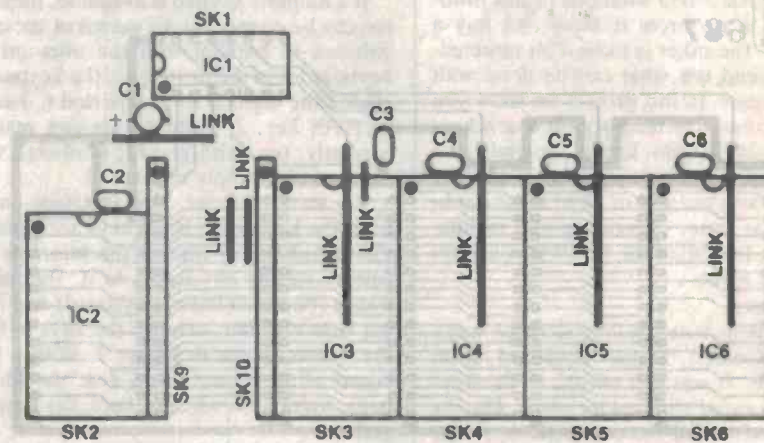 SK1
IC1
C1
+
LINK
C2
IC2
SK9
SK2
LINK
LINK
SK10
C3
LINK
LINK
IC3
SK3
C4
LINK
IC4
SK4
C5
LINK
IC5
SK5
C6
LINK
IC6
SK6